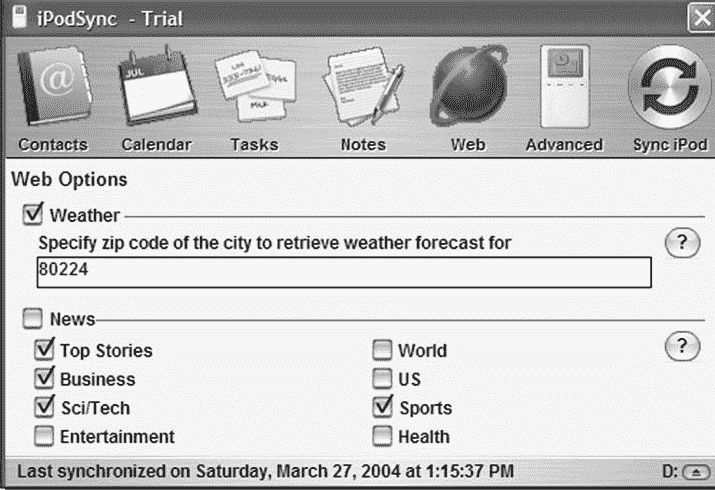 iPodSync - Trial
JUL
Contacts Calendar Tasks Notes Web Advanced Sync iPod
Web Options
Weather
Specify zip code of the city to retrieve weather forecast for
?
80224
News
?
Top Stories World
Business US
Sci/Tech Sports
Entertainment Health
Last synchronized on Saturday, March 27, 2004 at 1:15:37 PM D: